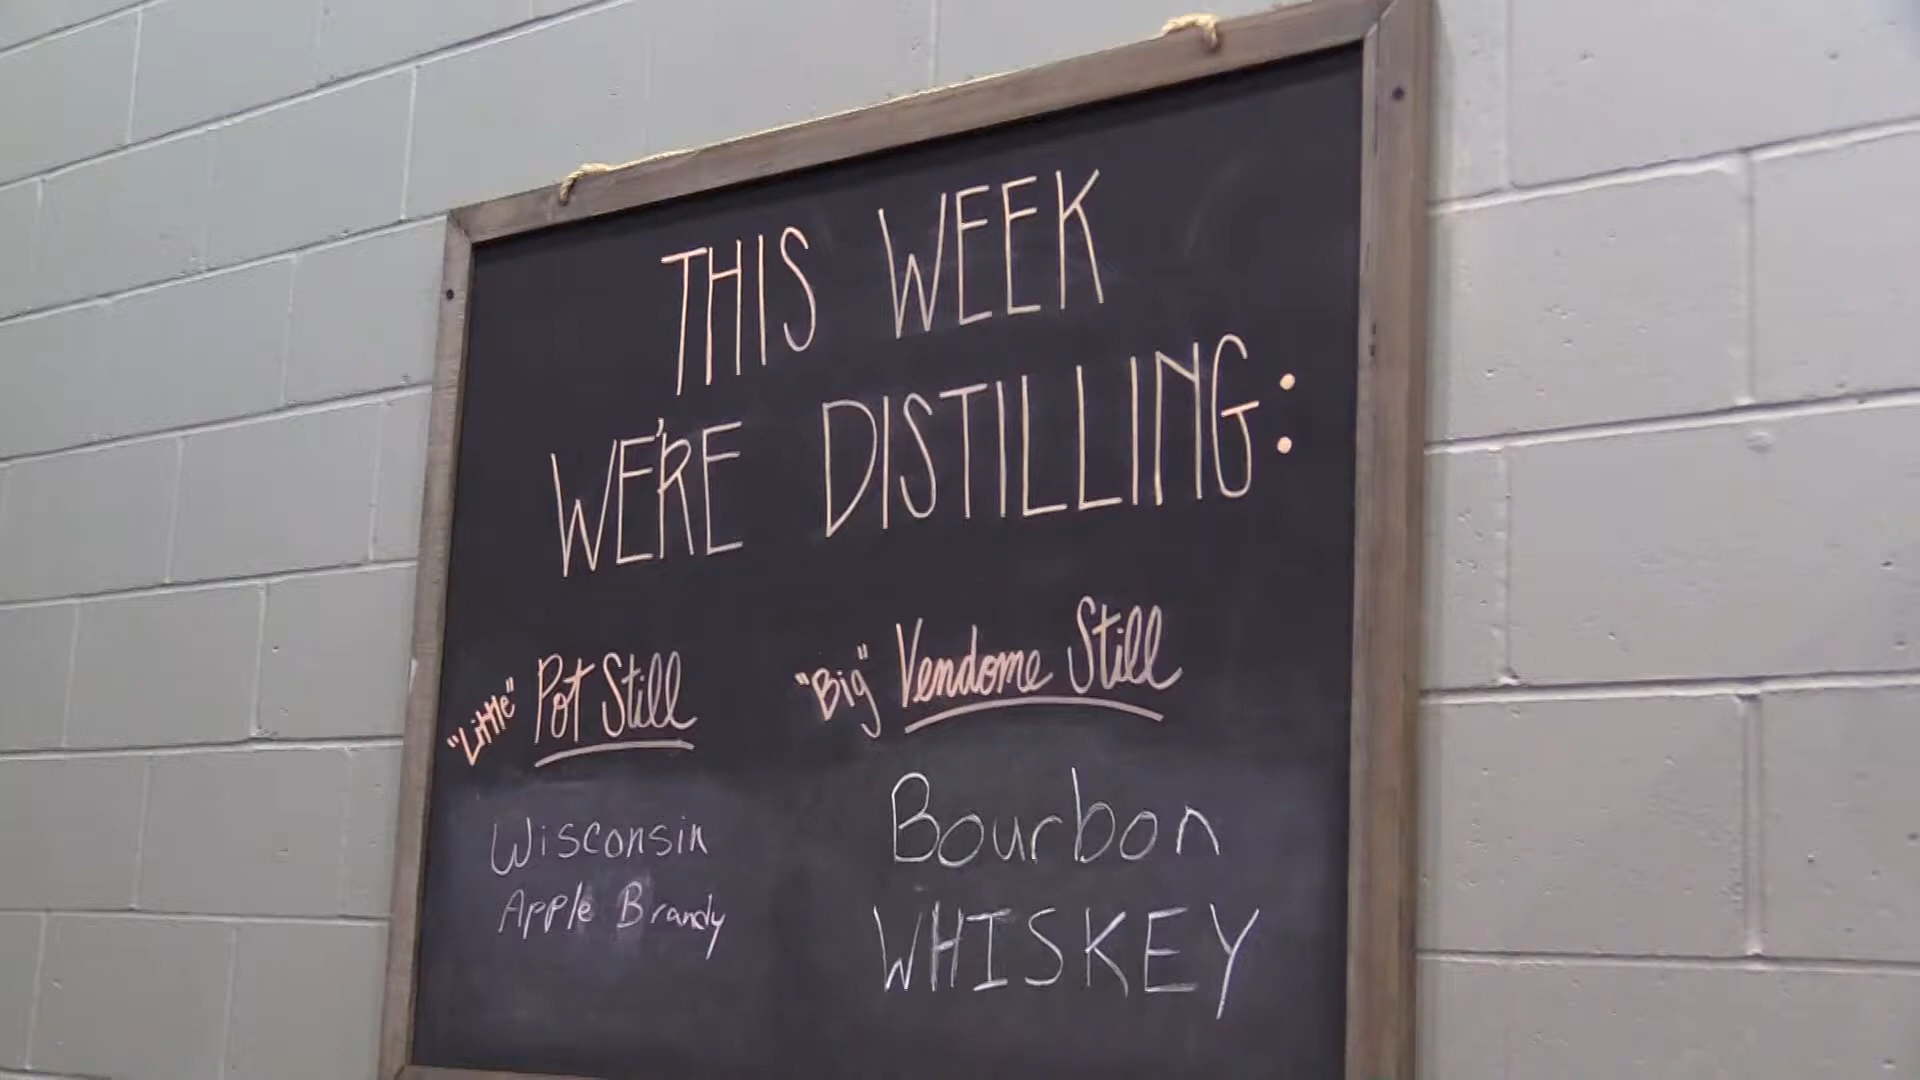 THIS WEEK
WE'RE DISTILLING:
"Little" Pot Still
Wisconsin
Apple Brandy
"Big" Vendome Still
Bourbon
WHISKEY